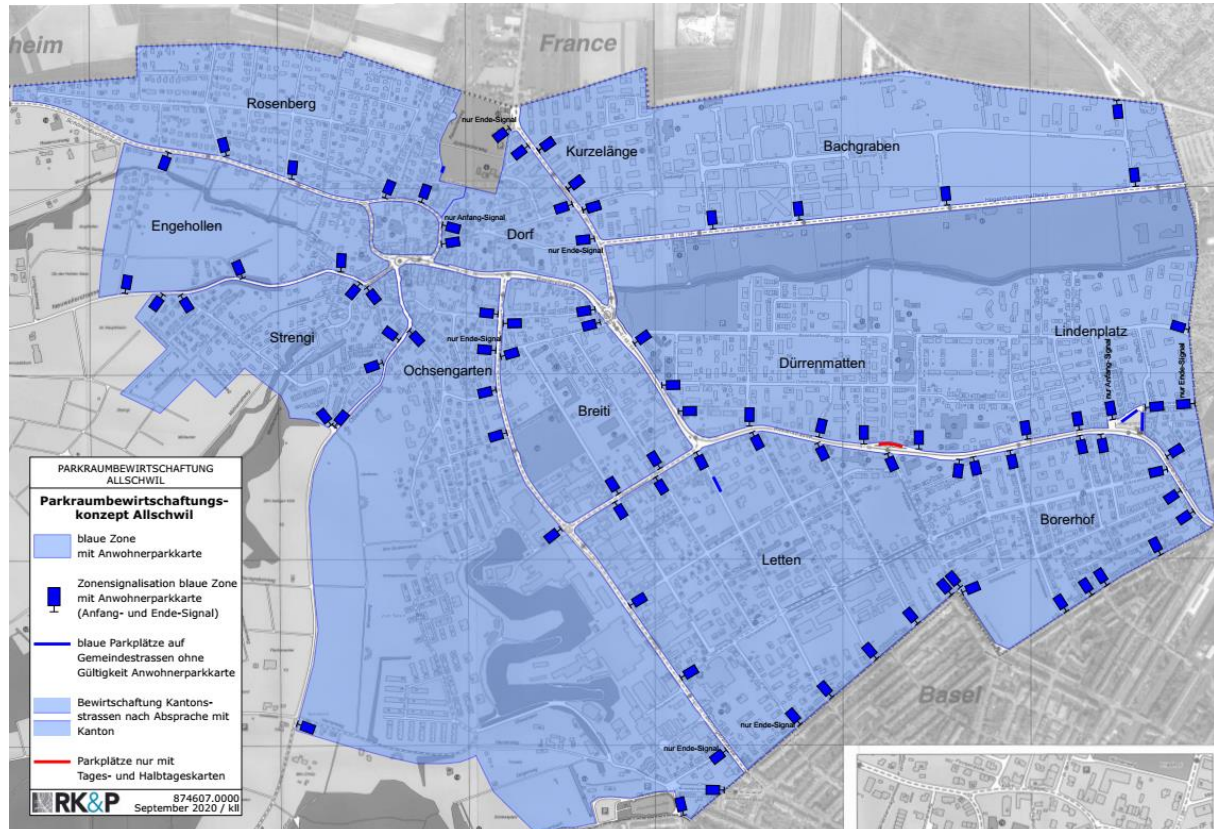 heim
France
Rosenberg
nur Ende-Signal
Kurzelänge
Bachgraben
Engehollen
nur Anfang-Signal
Dorf
nur Ende-Signal
Strengi
nur Ende-Signal
Ochsengarten
Breiti
Dürrenmatten
Lindenplatz
nur Anfang-Signal
nur Ende-Signal
Letten
Borerhof
Basel
nur Ende-Signal
nur Ende-Signal
PARKRAUMBEWIRTSCHAFTUNG
ALLSCHWIL
Parkraumbewirtschaftungs-
konzept Allschwil
blaue Zone
mit Anwohnerparkkarte
Zonensignalisation blaue Zone
mit Anwohnerparkkarte
(Anfang- und Ende-Signal)
blaue Parkplätze auf
Gemeindestrassen ohne
Gültigkeit Anwohnerparkkarte
Bewirtschaftung Kantons-
strassen nach Absprache mit
Kanton
Parkplätze nur mit
Tages- und Halbtageskarten
RK&P
874607.0000
September 2020 / kll